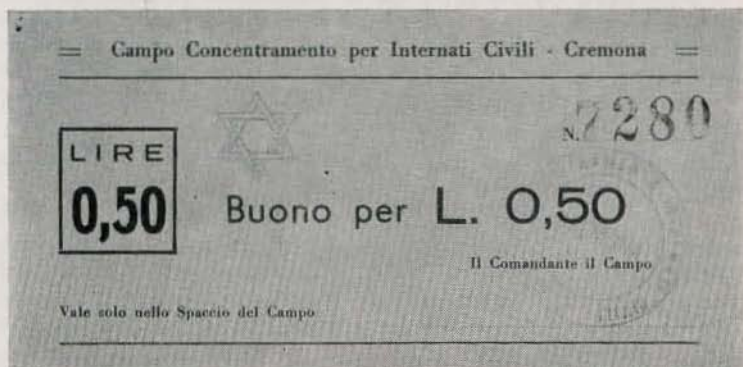 = Campo Concentramento per Internati Civili - Cremona =
N. 7280
LIRE
0,50
Buono per L. 0,50
Il Comandante il Campo
Vale solo nello Spaccio del Campo